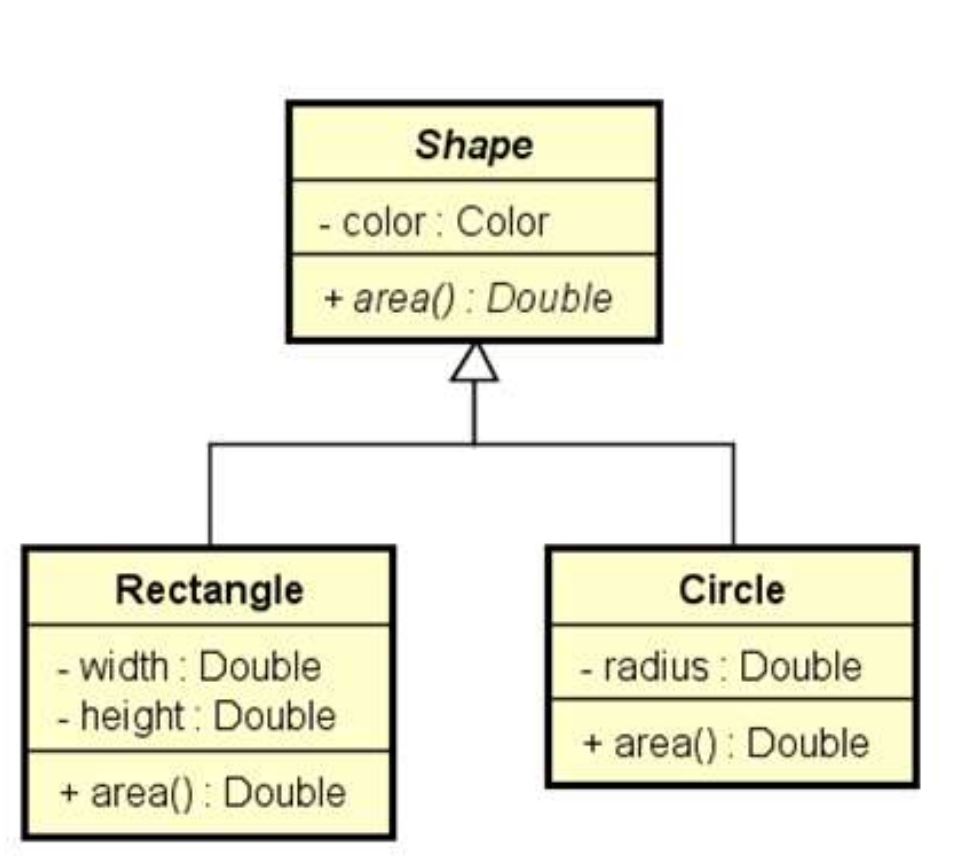 Shape
- color : Color
+ area() : Double
Rectangle
- width : Double
- height : Double
+ area() : Double
Circle
- radius : Double
+ area() : Double